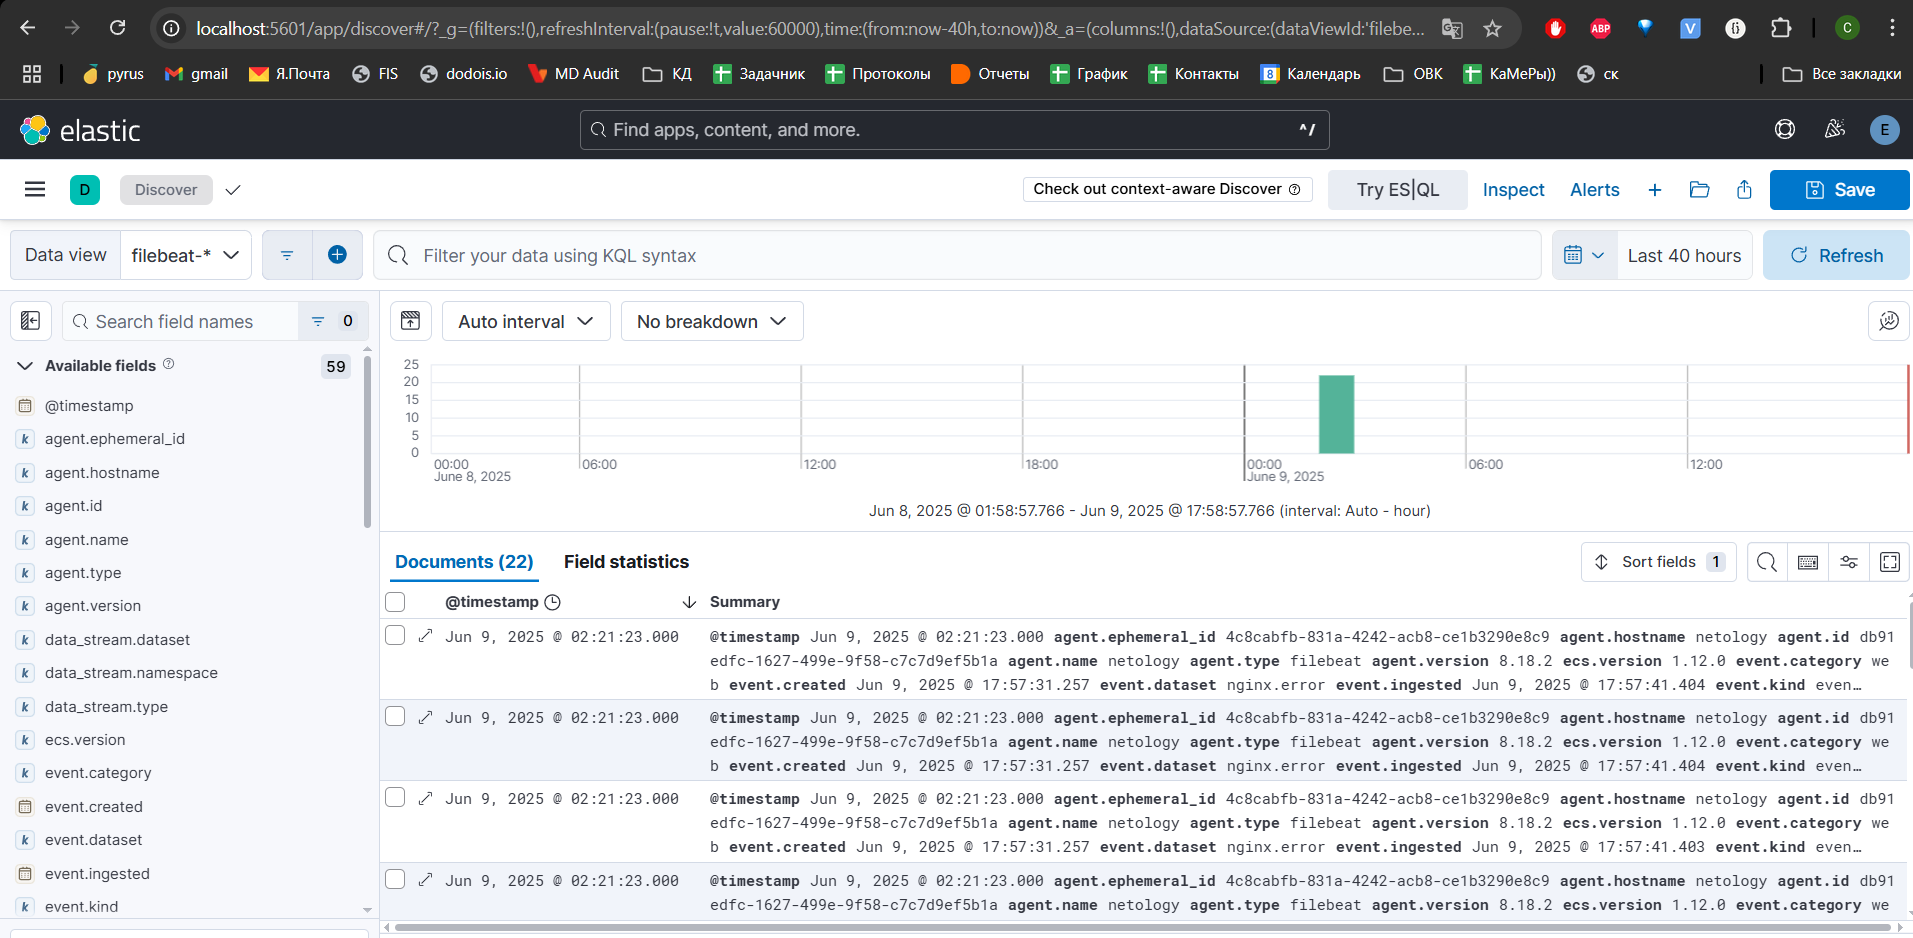 localhost:5601/app/discover#/?_g=(filters:!(),refreshInterval:(pause:!t,value:60000),time:(from:now-40h,to:now))&_a=(columns:!(),dataSource:(dataViewId:'filebe...
ABP
V
C
pyrus
gmail
Я.Почта
FIS
dodois.io
MD Audit
КД
Задачник
Протоколы
Отчеты
График
Контакты
8 Календарь
ОВК
КаМеРы))
ск
Все закладки
elastic
Find apps, content, and more.
^/
E
D
Discover
Check out context-aware Discover
Try ES|QL
Inspect
Alerts
Save
Data view
filebeat-*
Filter your data using KQL syntax
Last 40 hours
Refresh
Search field names
0
Auto interval
No breakdown
Available fields
59
@timestamp
k agent.ephemeral_id
k agent.hostname
k agent.id
k agent.name
k agent.type
k agent.version
k data_stream.dataset
k data_stream.namespace
k data_stream.type
k ecs.version
k event.category
event.created
k event.dataset
event.ingested
k event.kind
25
20
15
10
5
0
00:00
June 8, 2025
06:00
12:00
18:00
00:00
June 9, 2025
06:00
12:00
Jun 8, 2025 @ 01:58:57.766 - Jun 9, 2025 @ 17:58:57.766 (interval: Auto - hour)
Documents (22)
Field statistics
Sort fields 1
@timestamp
Summary
Jun 9, 2025 @ 02:21:23.000
@timestamp Jun 9, 2025 @ 02:21:23.000 agent.ephemeral_id 4c8cabfb-831a-4242-acb8-ce1b3290e8c9 agent.hostname netology agent.id db91
edfc-1627-499e-9f58-c7c7d9ef5b1a agent.name netology agent.type filebeat agent.version 8.18.2 ecs.version 1.12.0 event.category we
b event.created Jun 9, 2025 @ 17:57:31.257 event.dataset nginx.error event.ingested Jun 9, 2025 @ 17:57:41.404 event.kind even…
Jun 9, 2025 @ 02:21:23.000
@timestamp Jun 9, 2025 @ 02:21:23.000 agent.ephemeral_id 4c8cabfb-831a-4242-acb8-ce1b3290e8c9 agent.hostname netology agent.id db91
edfc-1627-499e-9f58-c7c7d9ef5b1a agent.name netology agent.type filebeat agent.version 8.18.2 ecs.version 1.12.0 event.category we
b event.created Jun 9, 2025 @ 17:57:31.257 event.dataset nginx.error event.ingested Jun 9, 2025 @ 17:57:41.404 event.kind even…
Jun 9, 2025 @ 02:21:23.000
@timestamp Jun 9, 2025 @ 02:21:23.000 agent.ephemeral_id 4c8cabfb-831a-4242-acb8-ce1b3290e8c9 agent.hostname netology agent.id db91
edfc-1627-499e-9f58-c7c7d9ef5b1a agent.name netology agent.type filebeat agent.version 8.18.2 ecs.version 1.12.0 event.category we
b event.created Jun 9, 2025 @ 17:57:31.257 event.dataset nginx.error event.ingested Jun 9, 2025 @ 17:57:41.403 event.kind even…
Jun 9, 2025 @ 02:21:23.000
@timestamp Jun 9, 2025 @ 02:21:23.000 agent.ephemeral_id 4c8cabfb-831a-4242-acb8-ce1b3290e8c9 agent.hostname netology agent.id db91
edfc-1627-499e-9f58-c7c7d9ef5b1a agent.name netology agent.type filebeat agent.version 8.18.2 ecs.version 1.12.0 event.category we